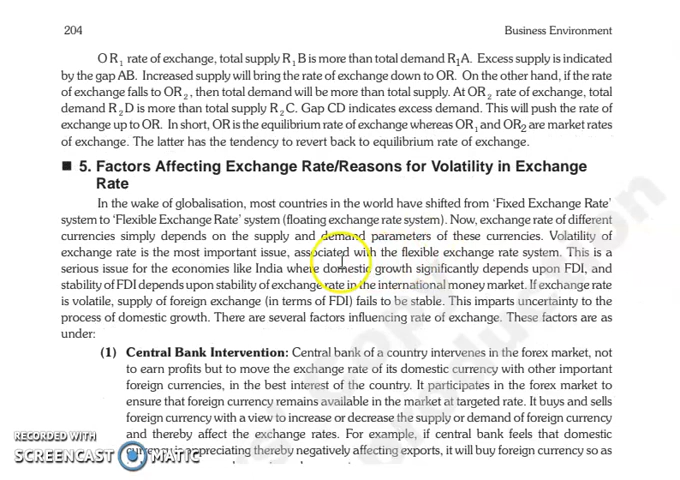 204 Business Environment
O R1 rate of exchange, total supply R1B is more than total demand R1A. Excess supply is indicated
by the gap AB. Increased supply will bring the rate of exchange down to OR. On the other hand, if the rate
of exchange falls to OR2, then total demand will be more than total supply. At OR2 rate of exchange, total
demand R2D is more than total supply R2C. Gap CD indicates excess demand. This will push the rate of
exchange up to OR. In short, OR is the equilibrium rate of exchange whereas OR1 and OR2 are market rates
of exchange. The latter has the tendency to revert back to equilibrium rate of exchange.
■ 5. Factors Affecting Exchange Rate/Reasons for Volatility in Exchange
Rate
In the wake of globalisation, most countries in the world have shifted from 'Fixed Exchange Rate'
system to 'Flexible Exchange Rate' system (floating exchange rate system). Now, exchange rate of different
currencies simply depends on the supply and demand parameters of these currencies. Volatility of
exchange rate is the most important issue, associated with the flexible exchange rate system. This is a
serious issue for the economies like India where domestic growth significantly depends upon FDI, and
stability of FDI depends upon stability of exchange rate in the international money market. If exchange rate
is volatile, supply of foreign exchange (in terms of FDI) fails to be stable. This imparts uncertainty to the
process of domestic growth. There are several factors influencing rate of exchange. These factors are as
under:
(1) Central Bank Intervention: Central bank of a country intervenes in the forex market, not
to earn profits but to move the exchange rate of its domestic currency with other important
foreign currencies, in the best interest of the country. It participates in the forex market to
ensure that foreign currency remains available in the market at targeted rate. It buys and sells
foreign currency with a view to increase or decrease the supply or demand of foreign currency
and thereby affect the exchange rates. For example, if central bank feels that domestic
appreciating thereby negatively affecting exports, it will buy foreign currency so as
RECORDED WITH
SCREENCAST MATIC